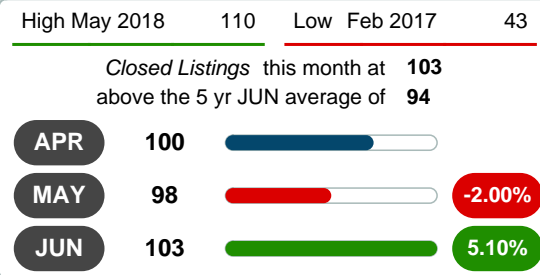 High May 2018 110 Low Feb 2017 43
Closed Listings this month at 103
above the 5 yr JUN average of 94
APR 100
MAY 98 -2.00%
JUN 103 5.10%